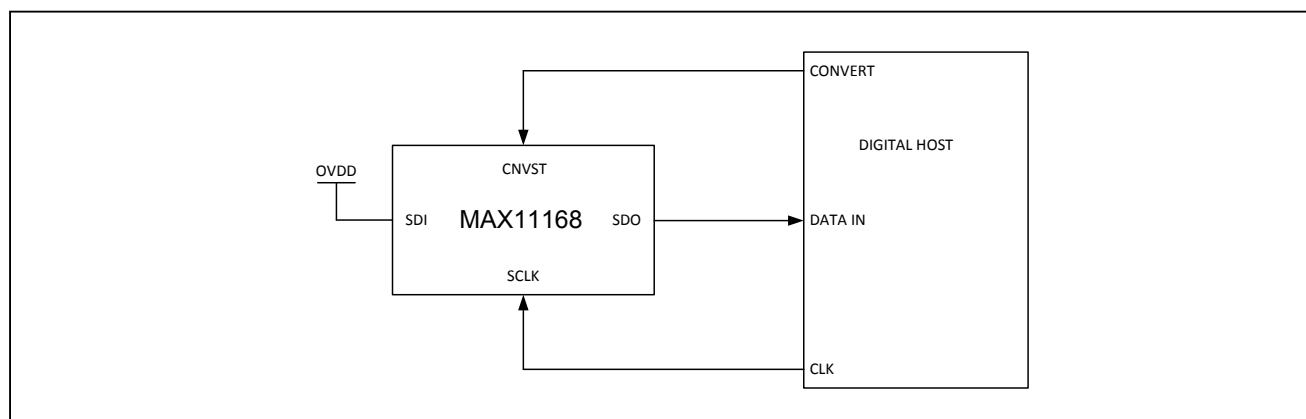 CONVERT
DIGITAL HOST
CNVST
OVDD
SDI
MAX11168
SDO
DATA IN
SCLK
CLK